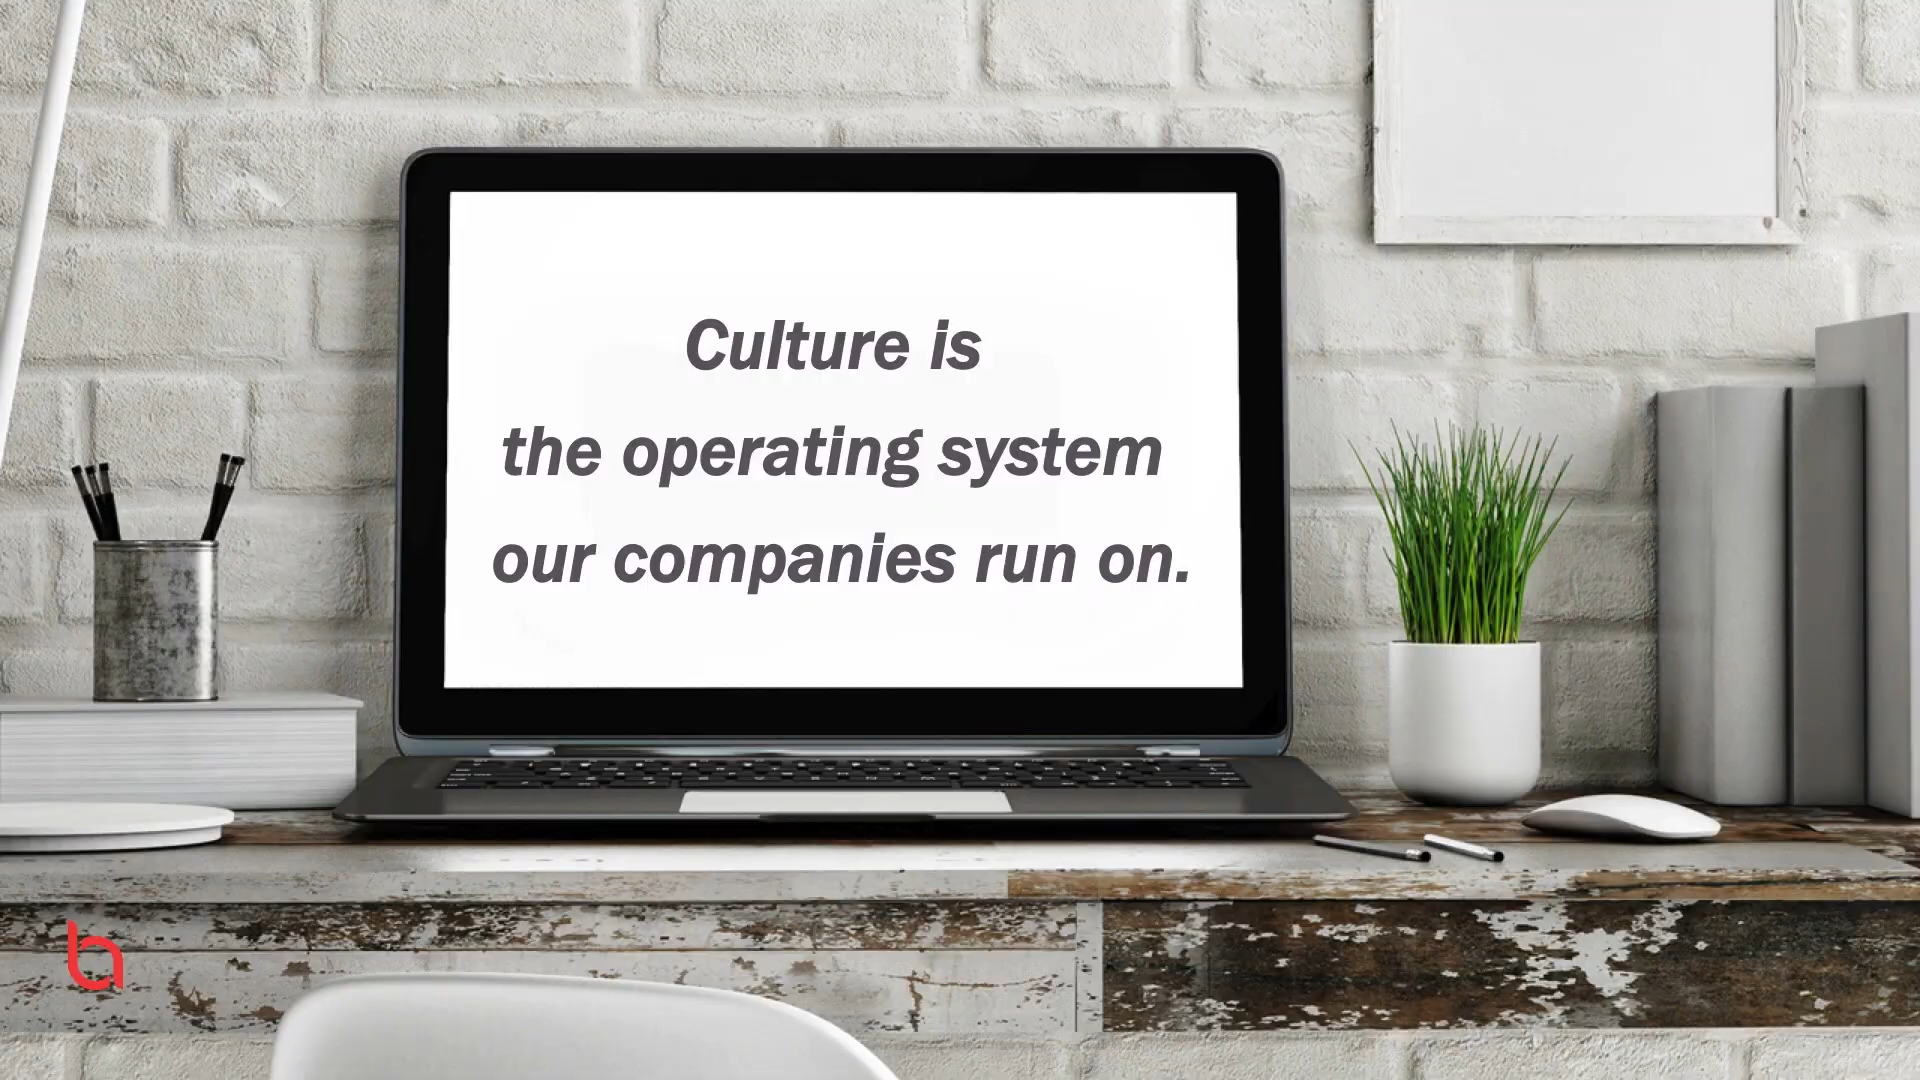 Culture is
the operating system
our companies run on.